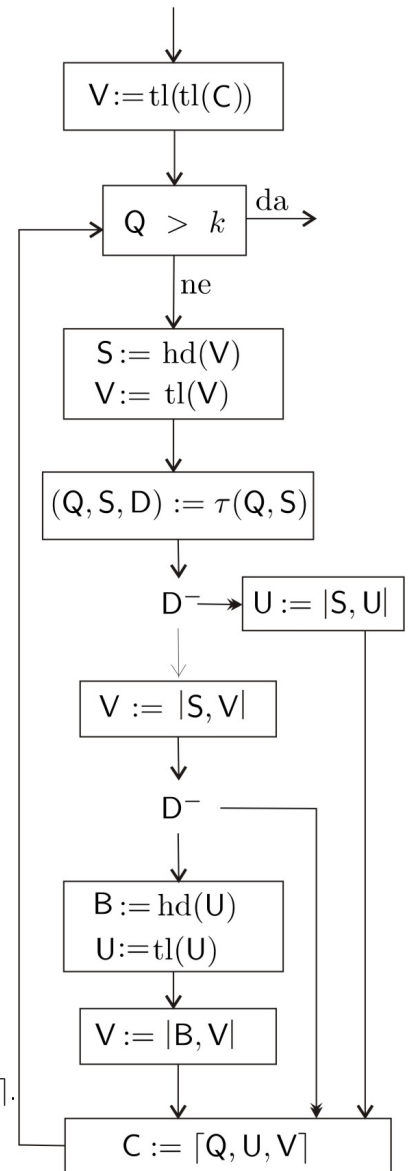 V:=tl(tl(C))
Q > k
da
ne
S:= hd(V)
V:= tl(V)
(Q,S,D) := τ(Q,S)
D⁻
U := |S,U|
V := |S,V|
D⁻
B:=hd(U)
U:=tl(U)
V:= |B,V|
⌉.
C:= ⌈Q,U,V⌉